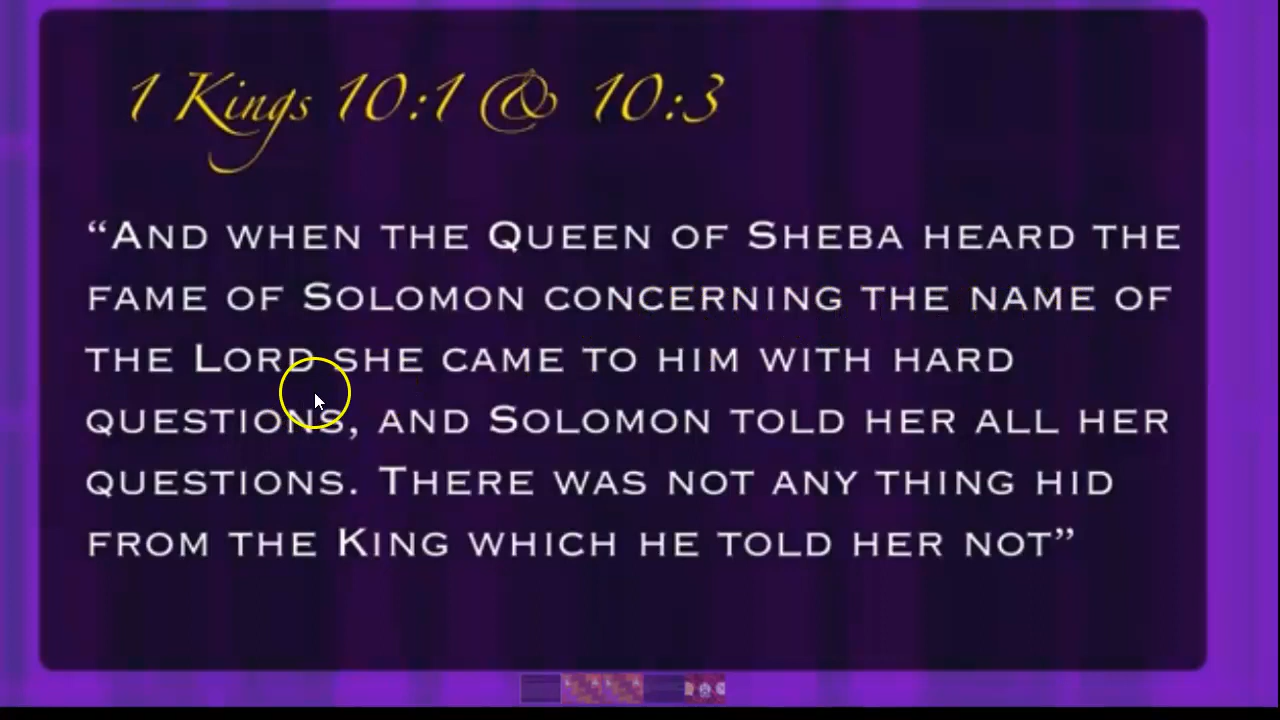 1 Kings 10:1 & 10:3
“And when the Queen of Sheba heard the
fame of Solomon concerning the name of
the Lord she came to him with hard
questions, and Solomon told her all her
questions. There was not any thing hid
from the King which he told her not”